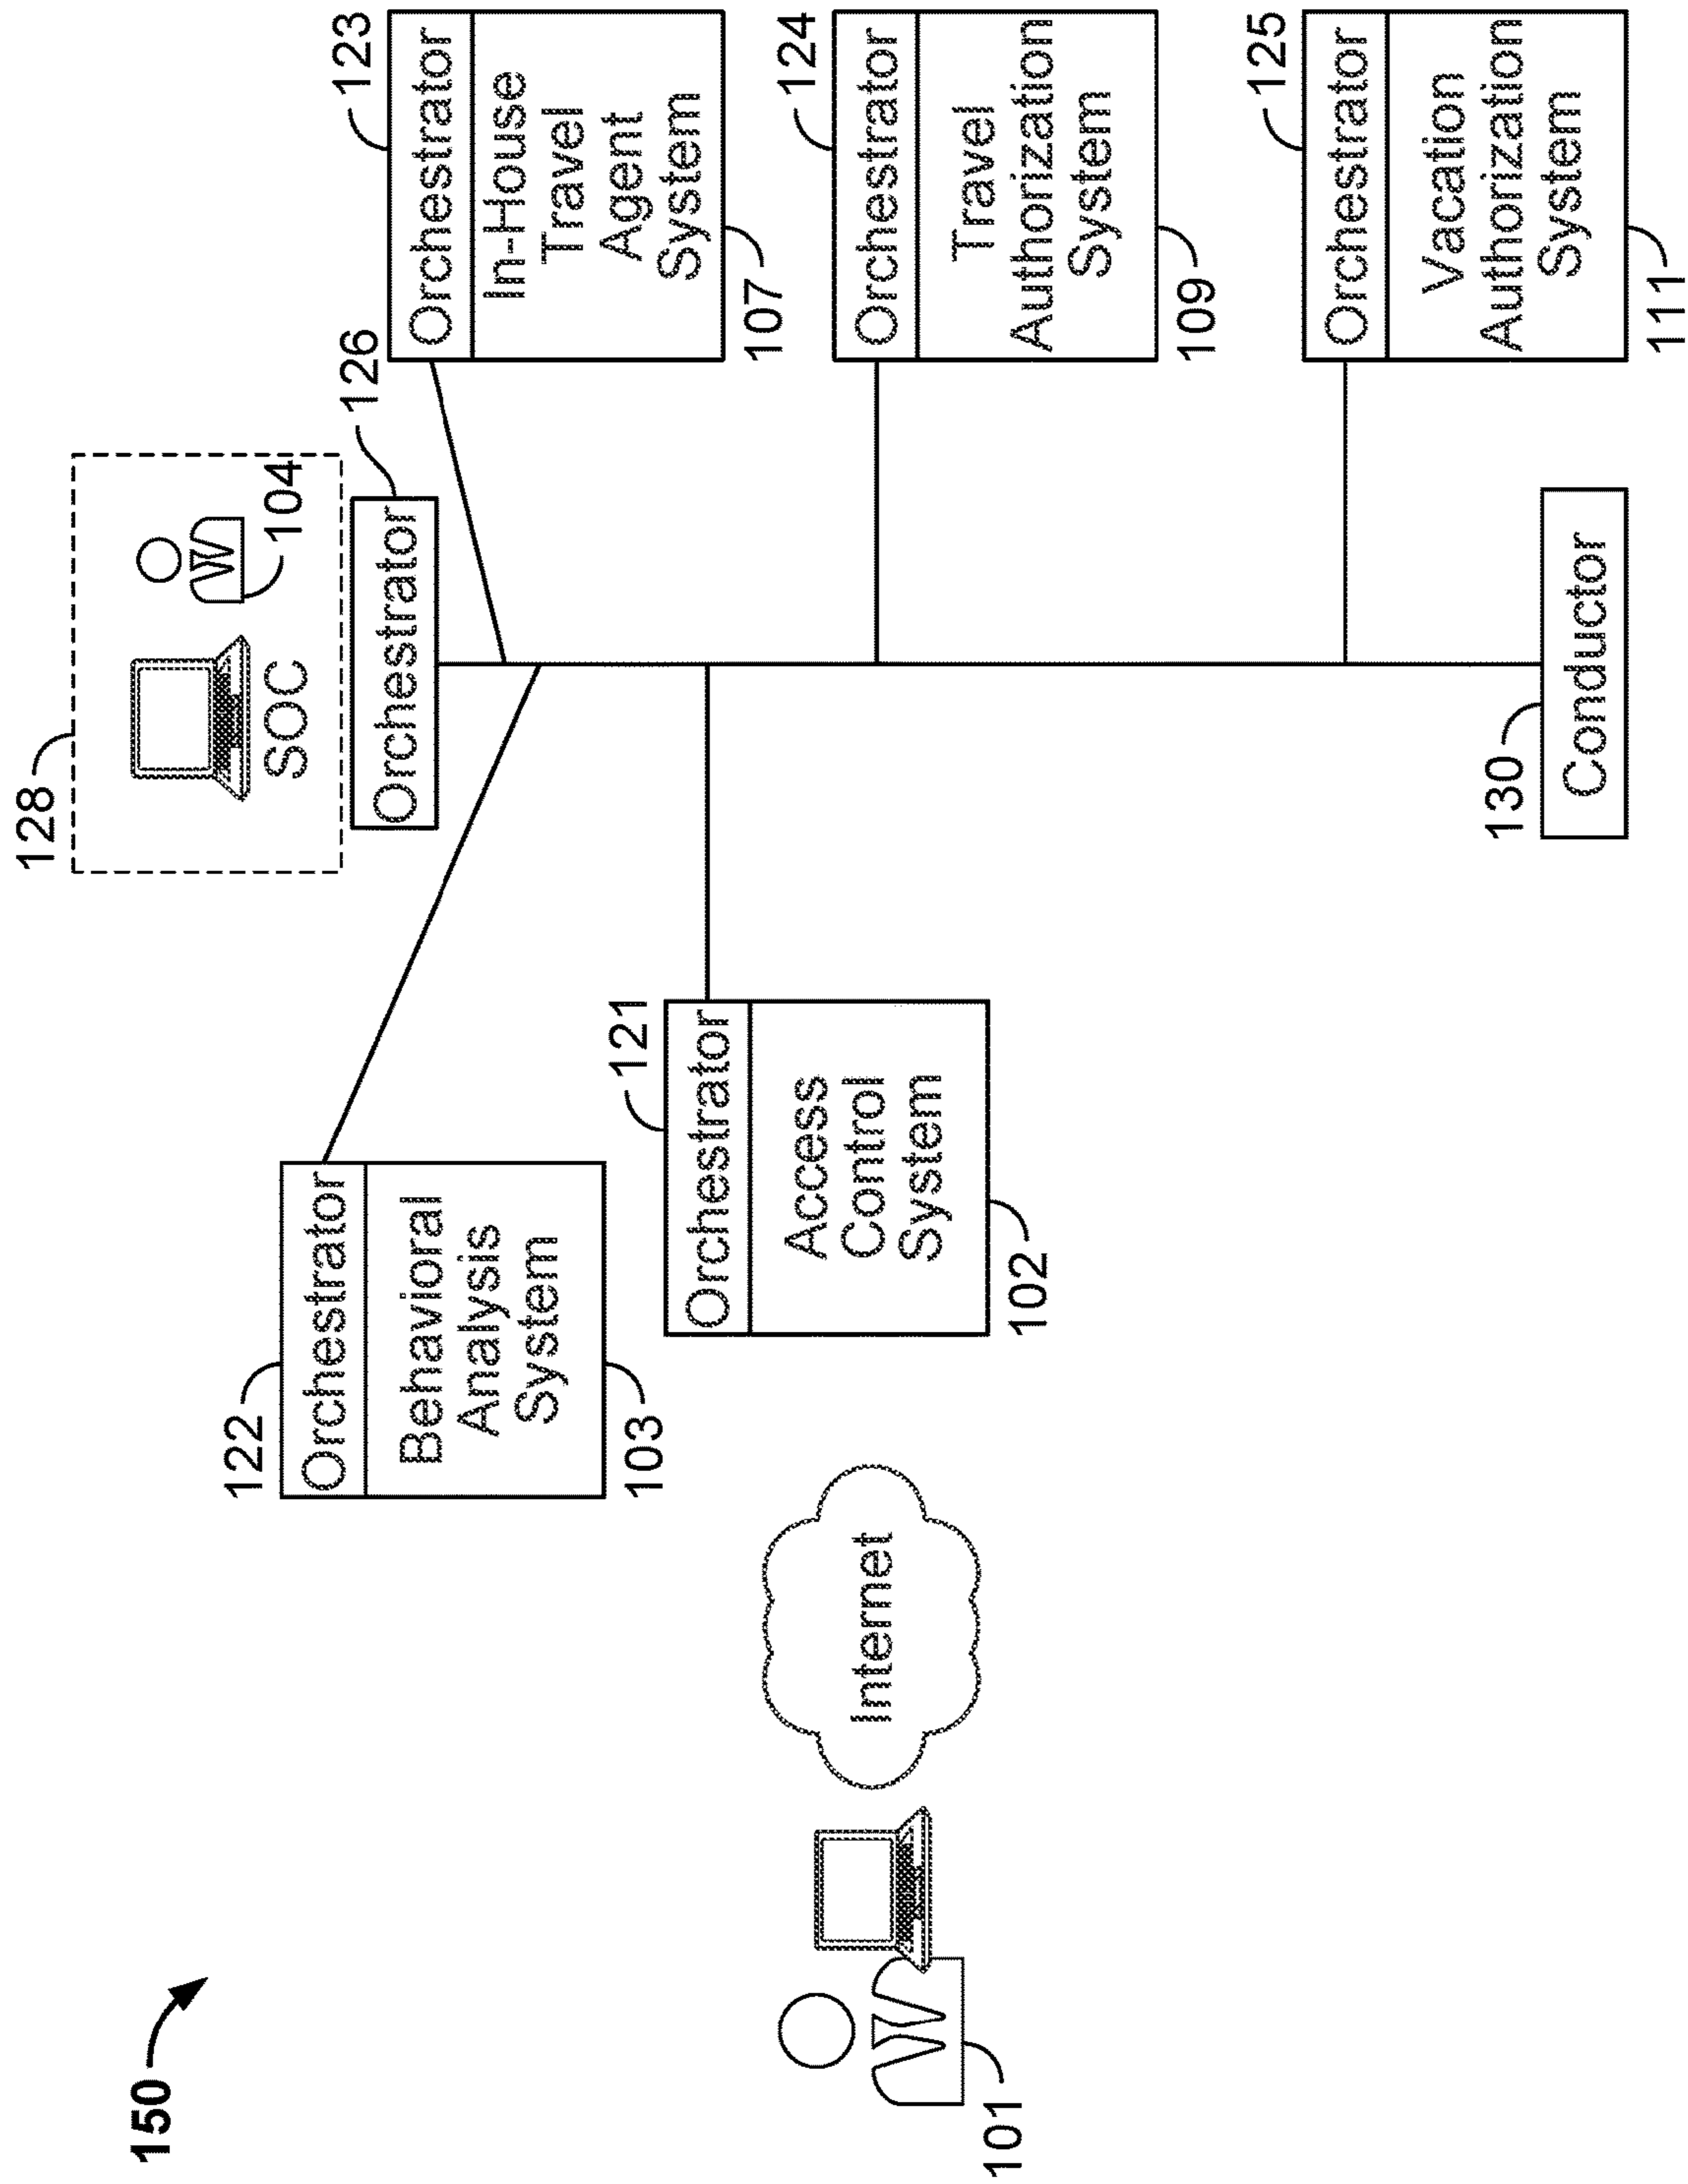 150
101
Internet
122
Orchestrator
Behavioral
Analysis
System
103
121
Orchestrator
Access
Control
System
102
128
SOC
104
126
Orchestrator
130
Conductor
123
Orchestrator
In-House
Travel
Agent
System
107
124
Orchestrator
Travel
Authorization
System
109
125
Orchestrator
Vacation
Authorization
System
111